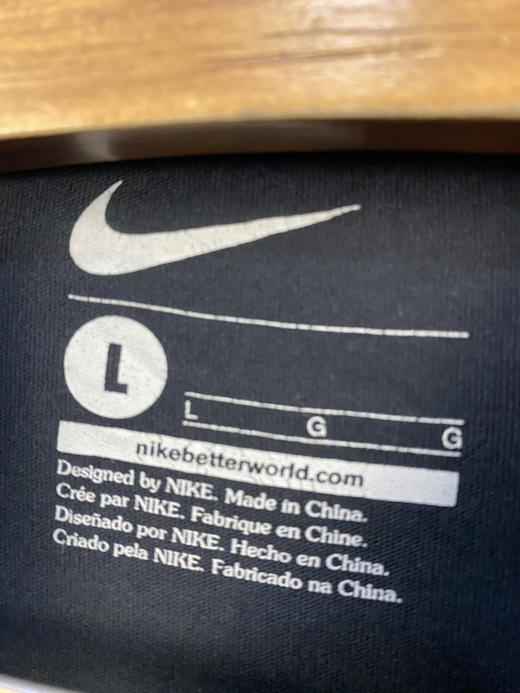 L
L G G
nikebetterworld.com
Designed by NIKE. Made in China.
Crée par NIKE. Fabrique en Chine.
Diseñado por NIKE. Hecho en China.
Criado pela NIKE. Fabricado na China.